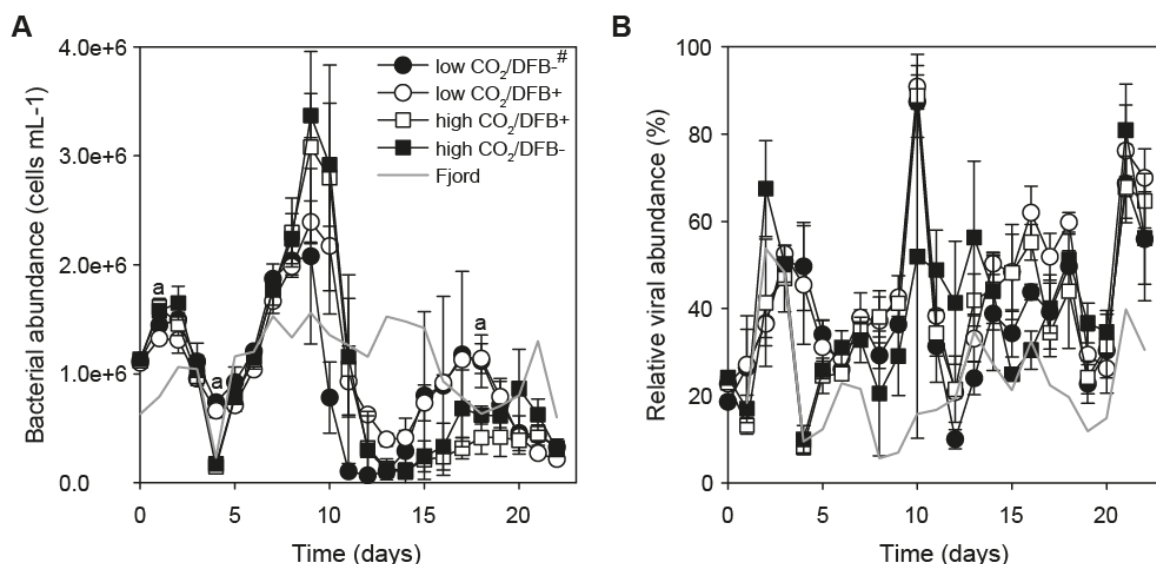 A
Bacterial abundance (cells mL-1)
4.0e+6
3.0e+6
2.0e+6
1.0e+6
0.0
low CO₂/DFB-#
low CO₂/DFB+
high CO₂/DFB+
high CO₂/DFB-
Fjord
a
a
a
0 5 10 15 20
Time (days)
B
Relative viral abundance (%)
100
80
60
40
20
0
0 5 10 15 20
Time (days)